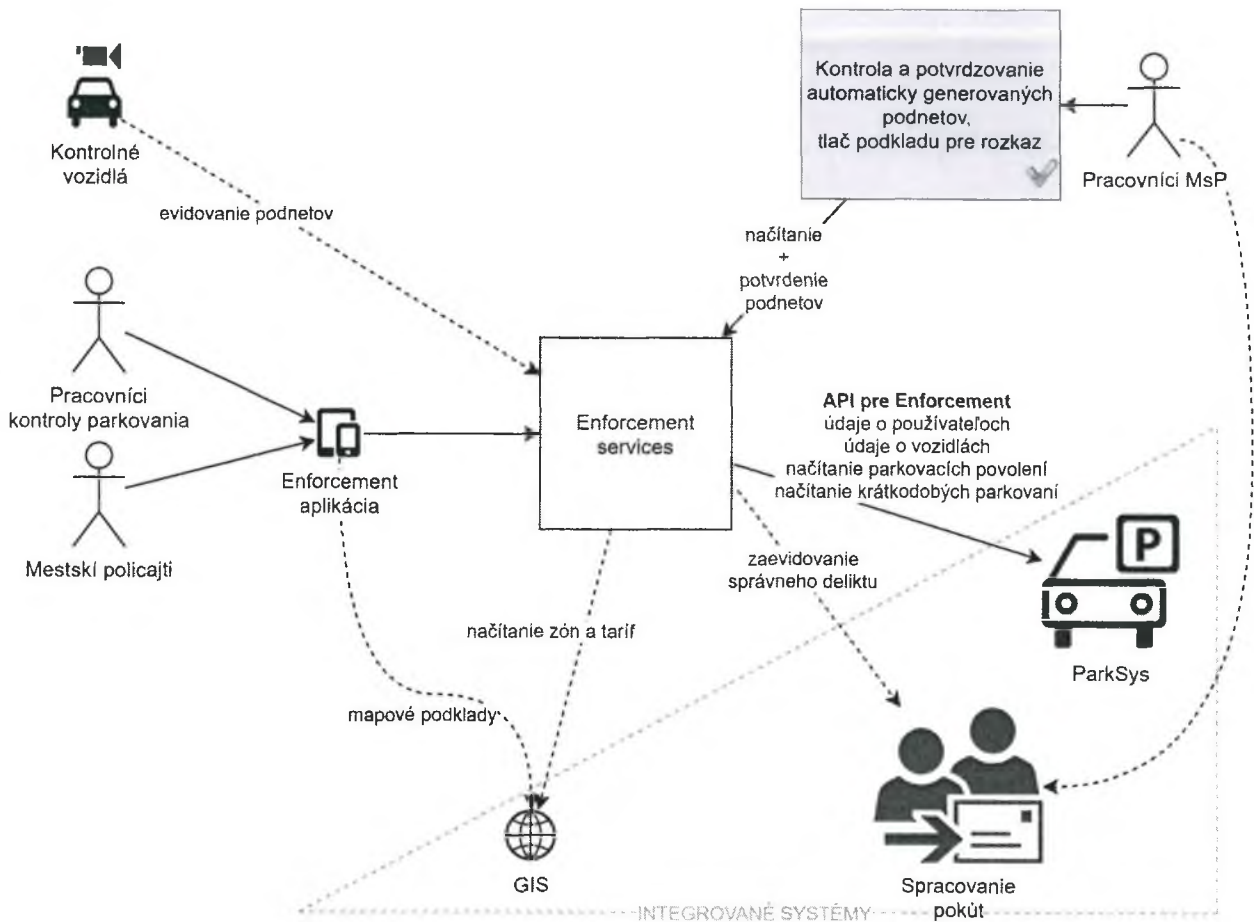 Kontrolné
vozidlá
Kontrola a potvrdzovanie
automaticky generovaných
podnetov,
tlač podkladu pre rozkaz
Pracovníci MsP
evidovanie podnetov
načítanie
+
potvrdenie
podnetov
Pracovníci
kontroly parkovania
Enforcement
aplikácia
Mestskí policajti
Enforcement
services
API pre Enforcement
údaje o používateľoch
údaje o vozidlách
načítanie parkovacích povolení
načítanie krátkodobých parkovaní
P
ParkSys
zaevidovanie
správneho deliktu
načítanie zón a taríf
mapové podklady
GIS
Spracovanie
pokút
INTEGROVANÉ SYSTÉMY